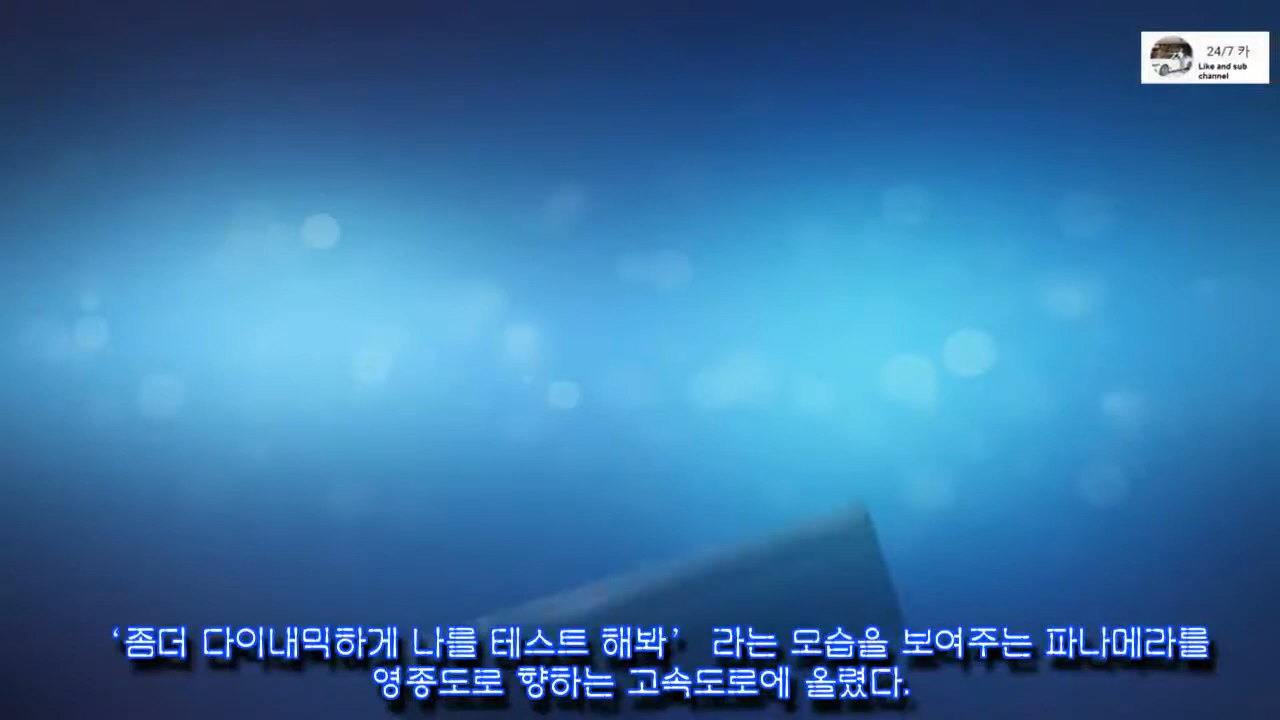 24/7 카
Like and sub
channel
‘좀더 다이내믹하게 나를 테스트 해봐’ 라는 모습을 보여주는 파나메라를
영종도로 향하는 고속도로에 올렸다.